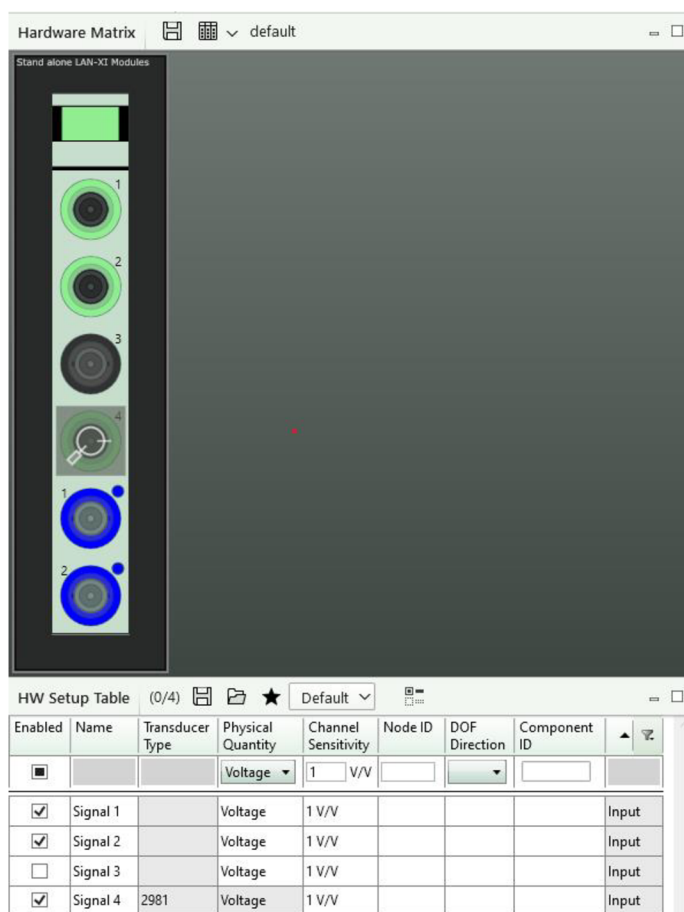 Hardware Matrix default
Stand alone LAN-XI Modules
1
2
3
4
1
2
HW Setup Table (0/4) Default
Enabled Name Transducer Type Physical Quantity Channel Sensitivity Node ID DOF Direction Component ID
Voltage 1 V/V
Signal 1 Voltage 1 V/V Input
Signal 2 Voltage 1 V/V Input
Signal 3 Voltage 1 V/V Input
Signal 4 2981 Voltage 1 V/V Input